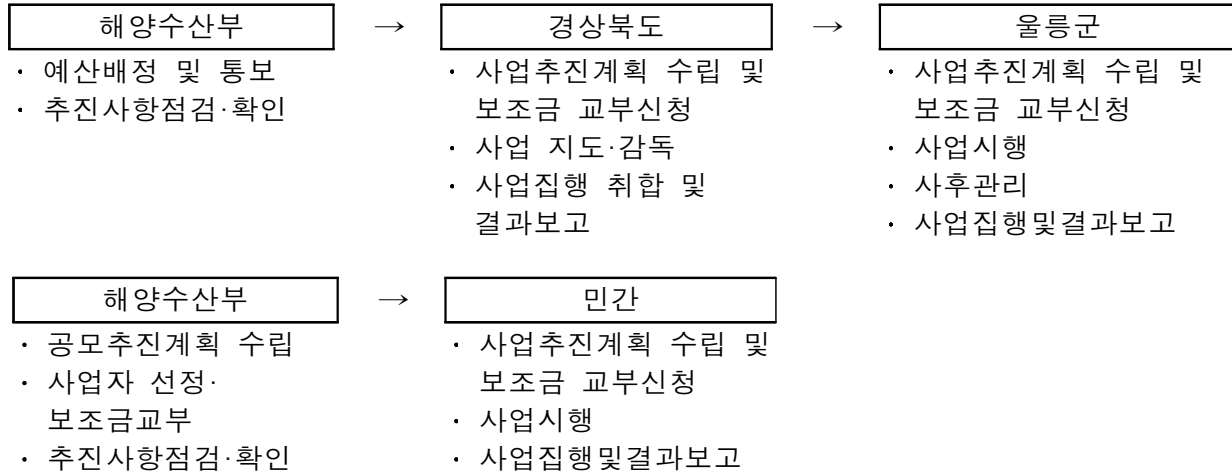 해양수산부 → 경상북도 → 울릉군
· 예산배정 및 통보
· 추진사항점검·확인
· 사업추진계획 수립 및
보조금 교부신청
· 사업 지도·감독
· 사업집행 취합 및
결과보고
· 사업추진계획 수립 및
보조금 교부신청
· 사업시행
· 사후관리
· 사업집행및결과보고
해양수산부 → 민간
· 공모추진계획 수립
· 사업자 선정·
보조금교부
· 추진사항점검·확인
· 사업추진계획 수립 및
보조금 교부신청
· 사업시행
· 사업집행및결과보고